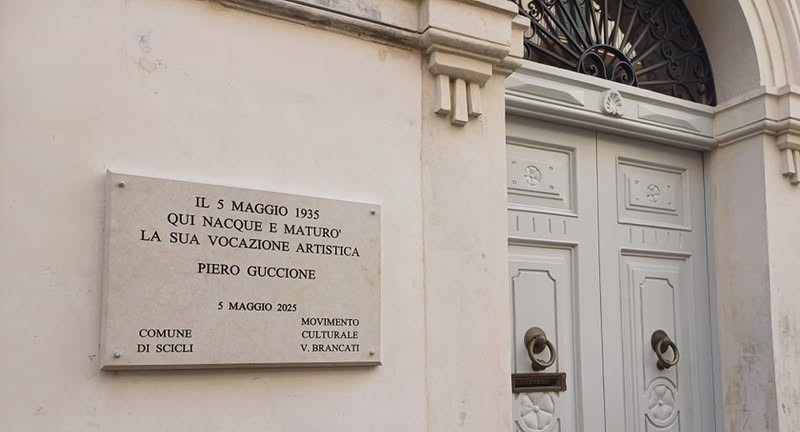 IL 5 MAGGIO 1935
QUI NACQUE E MATURO'
LA SUA VOCAZIONE ARTISTICA
PIERO GUCCIONE
5 MAGGIO 2025
COMUNE
DI SCICLI
MOVIMENTO
CULTURALE
V. BRANCATI